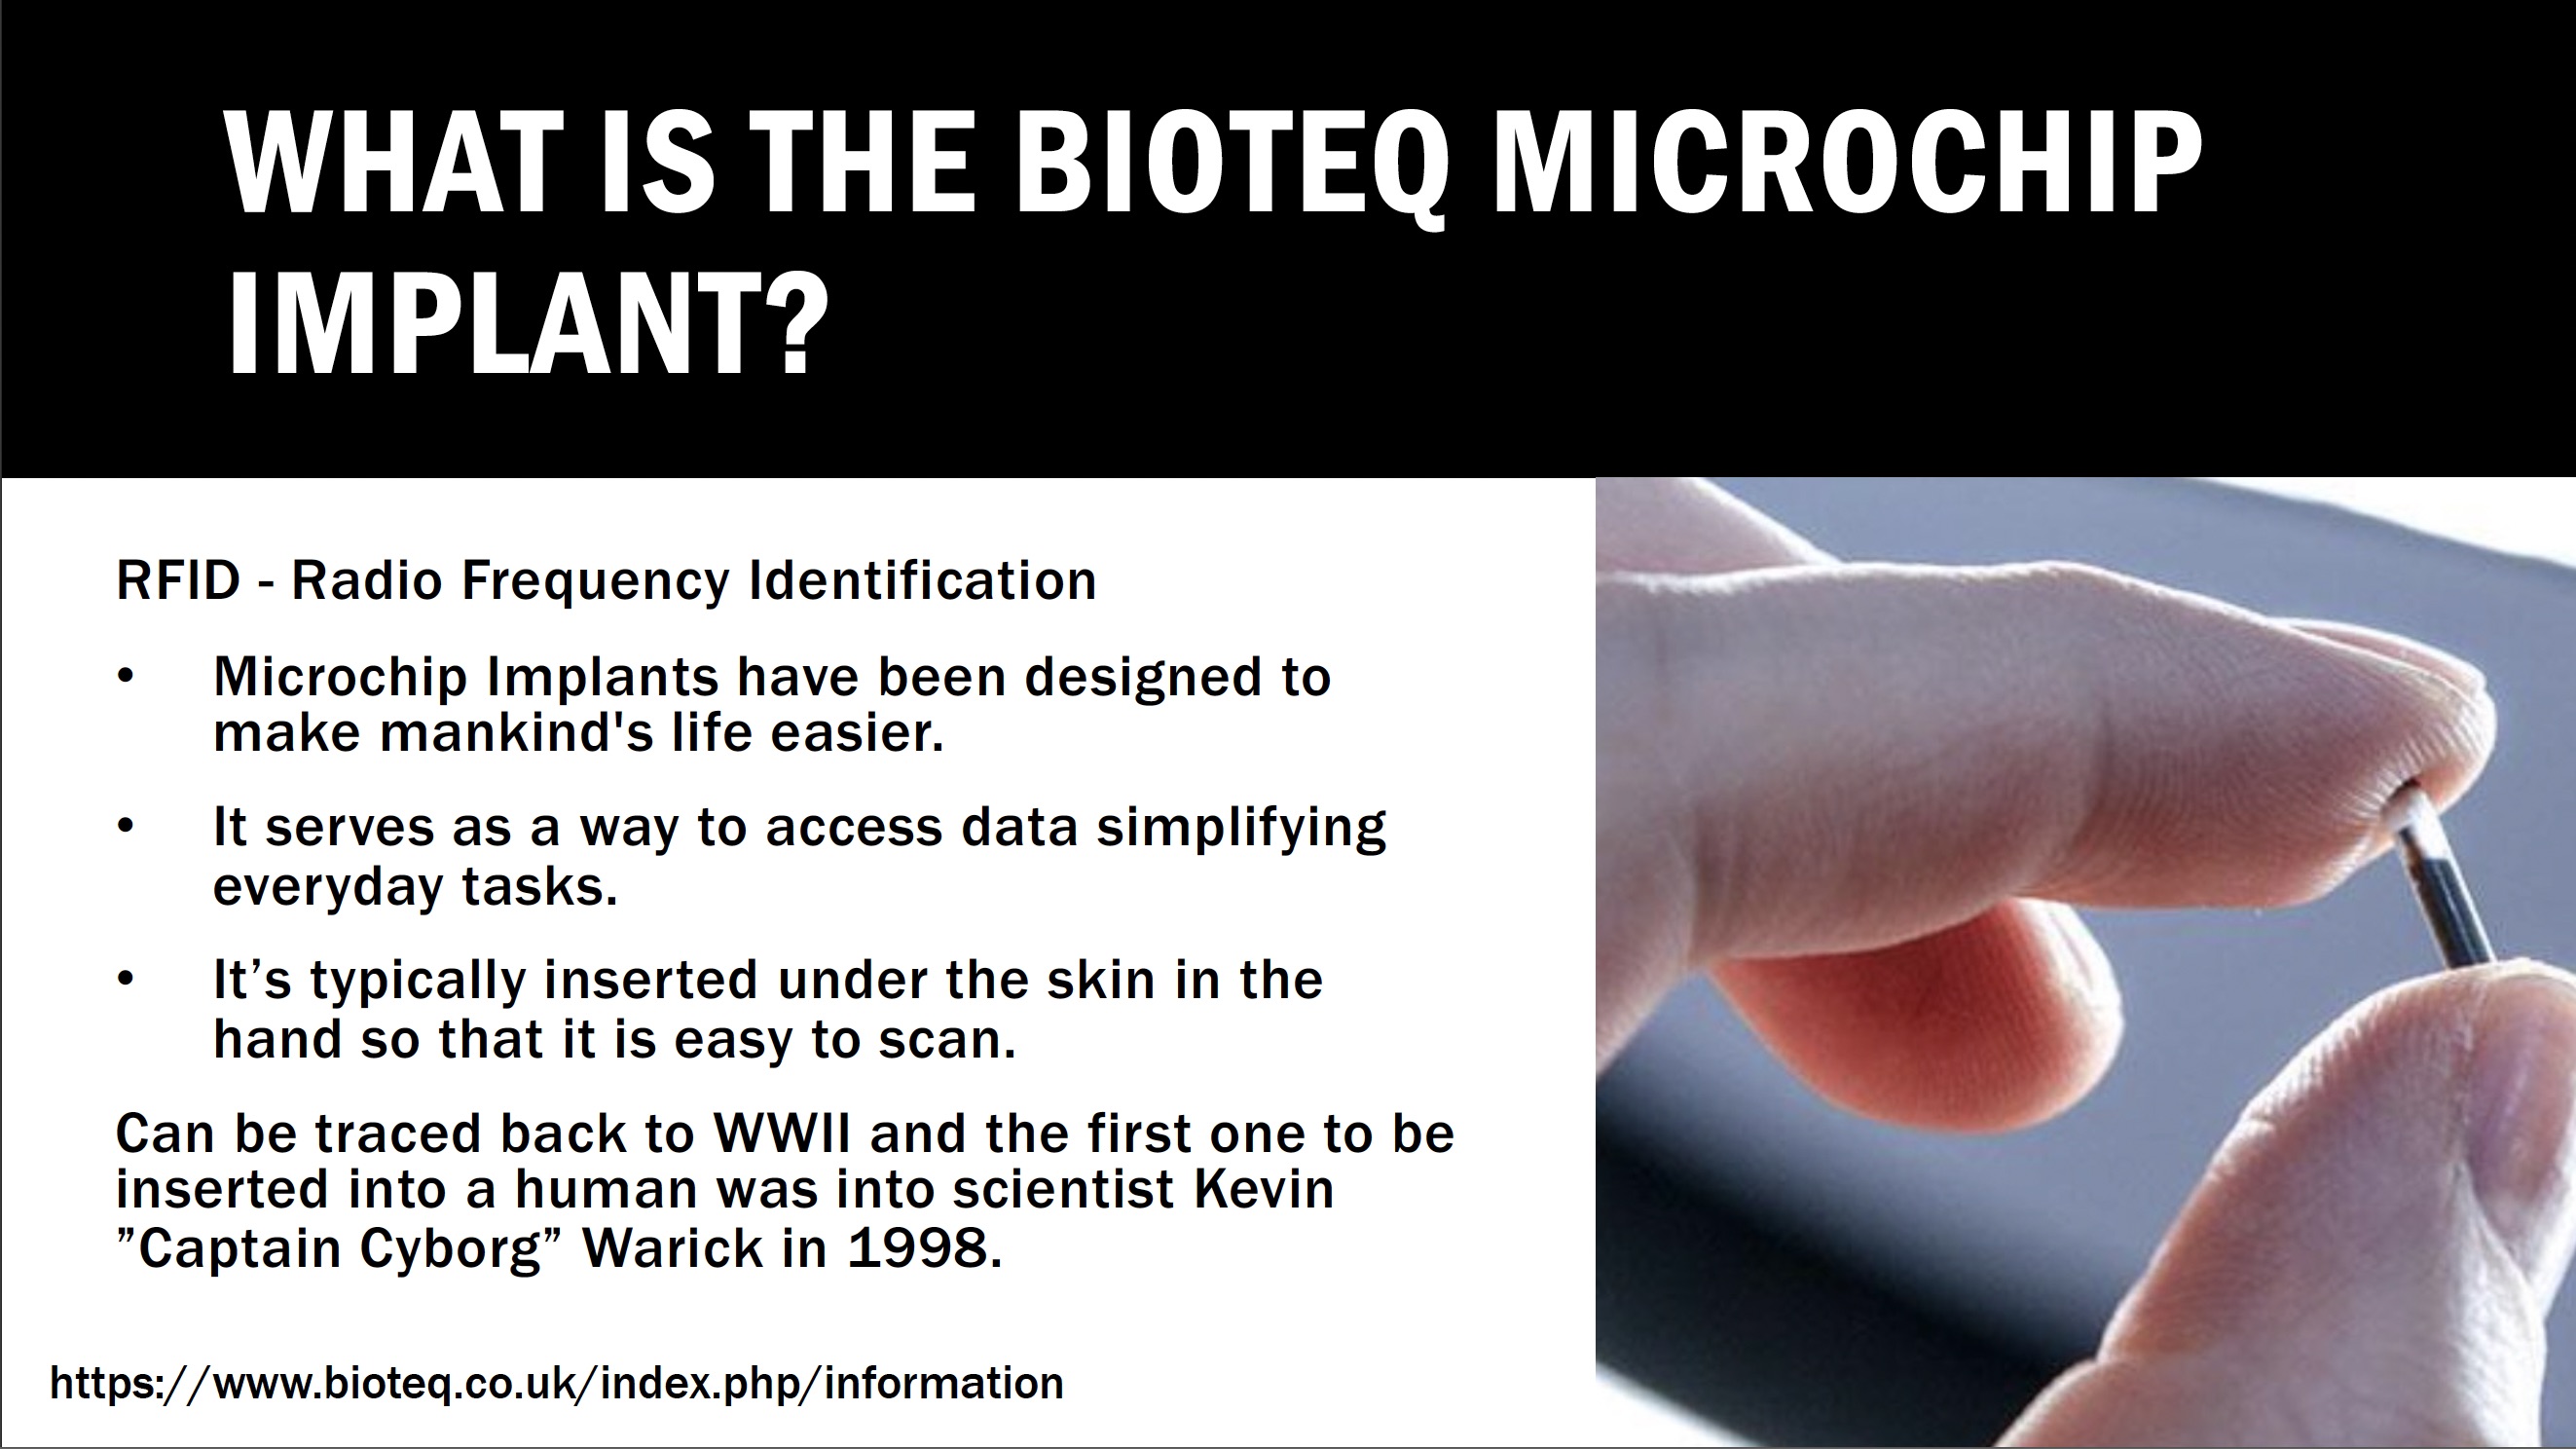 WHAT IS THE BIOTEQ MICROCHIP
IMPLANT?
RFID - Radio Frequency Identification
• Microchip Implants have been designed to
make mankind's life easier.
• It serves as a way to access data simplifying
everyday tasks.
• It’s typically inserted under the skin in the
hand so that it is easy to scan.
Can be traced back to WWII and the first one to be
inserted into a human was into scientist Kevin
”Captain Cyborg” Warick in 1998.
https://www.bioteq.co.uk/index.php/information